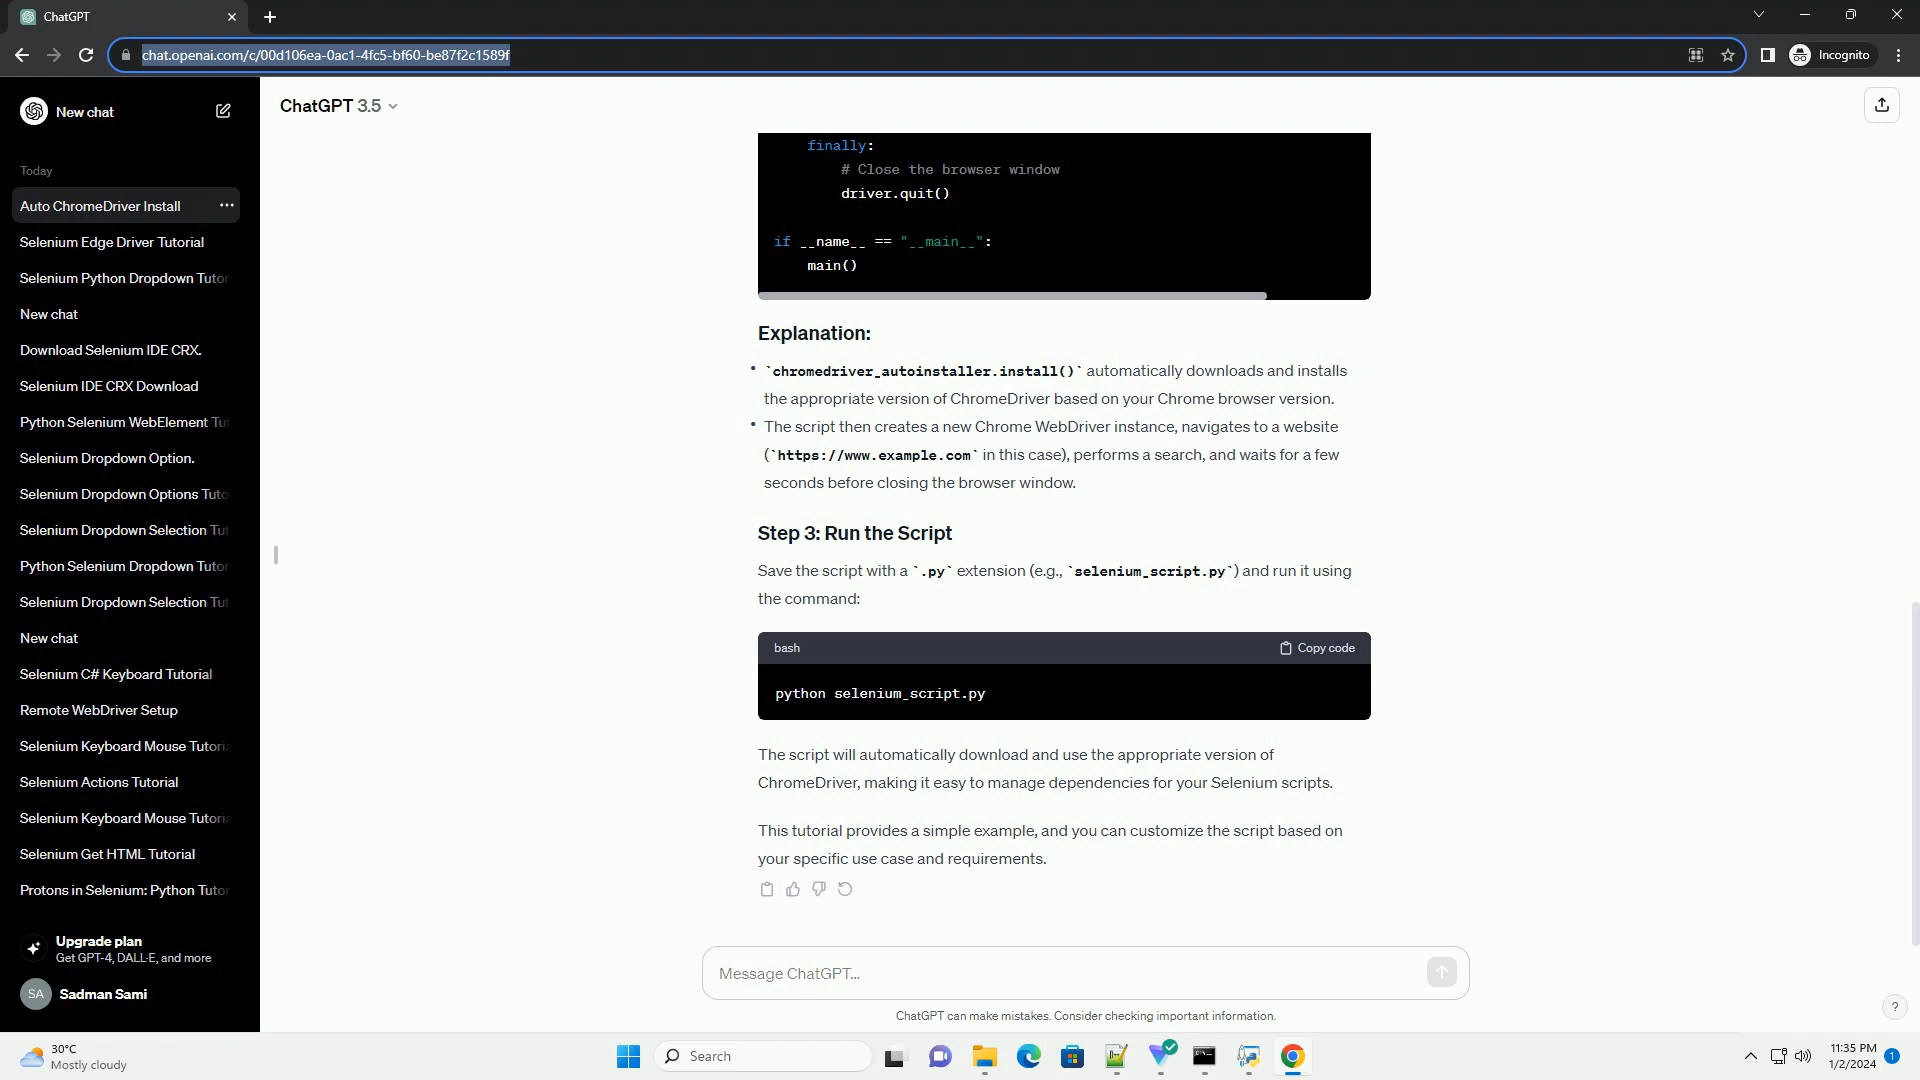 ChatGPT
chat.openai.com/c/00d106ea-0ac1-4fc5-bf60-be87f2c1589f
Incognito
New chat
Today
Auto ChromeDriver Install
Selenium Edge Driver Tutorial
Selenium Python Dropdown Tutor
New chat
Download Selenium IDE CRX.
Selenium IDE CRX Download
Python Selenium WebElement Tut
Selenium Dropdown Option.
Selenium Dropdown Options Tuto
Selenium Dropdown Selection Tut
Python Selenium Dropdown Tutor
Selenium Dropdown Selection Tut
New chat
Selenium C# Keyboard Tutorial
Remote WebDriver Setup
Selenium Keyboard Mouse Tutoria
Selenium Actions Tutorial
Selenium Keyboard Mouse Tutoria
Selenium Get HTML Tutorial
Protons in Selenium: Python Tutor
Upgrade plan
Get GPT-4, DALL·E, and more
SA
Sadman Sami
ChatGPT 3.5
finally:
# Close the browser window
driver.quit()
if __name__ == "__main__":
main()
Explanation:
• `chromedriver_autoinstaller.install()` automatically downloads and installs
the appropriate version of ChromeDriver based on your Chrome browser version.
• The script then creates a new Chrome WebDriver instance, navigates to a website
(`https://www.example.com` in this case), performs a search, and waits for a few
seconds before closing the browser window.
Step 3: Run the Script
Save the script with a `.py` extension (e.g., `selenium_script.py`) and run it using
the command:
bash
Copy code
python selenium_script.py
The script will automatically download and use the appropriate version of
ChromeDriver, making it easy to manage dependencies for your Selenium scripts.
This tutorial provides a simple example, and you can customize the script based on
your specific use case and requirements.
Message ChatGPT...
ChatGPT can make mistakes. Consider checking important information.
?
30°C
Mostly cloudy
Search
11:35 PM
1/2/2024
1